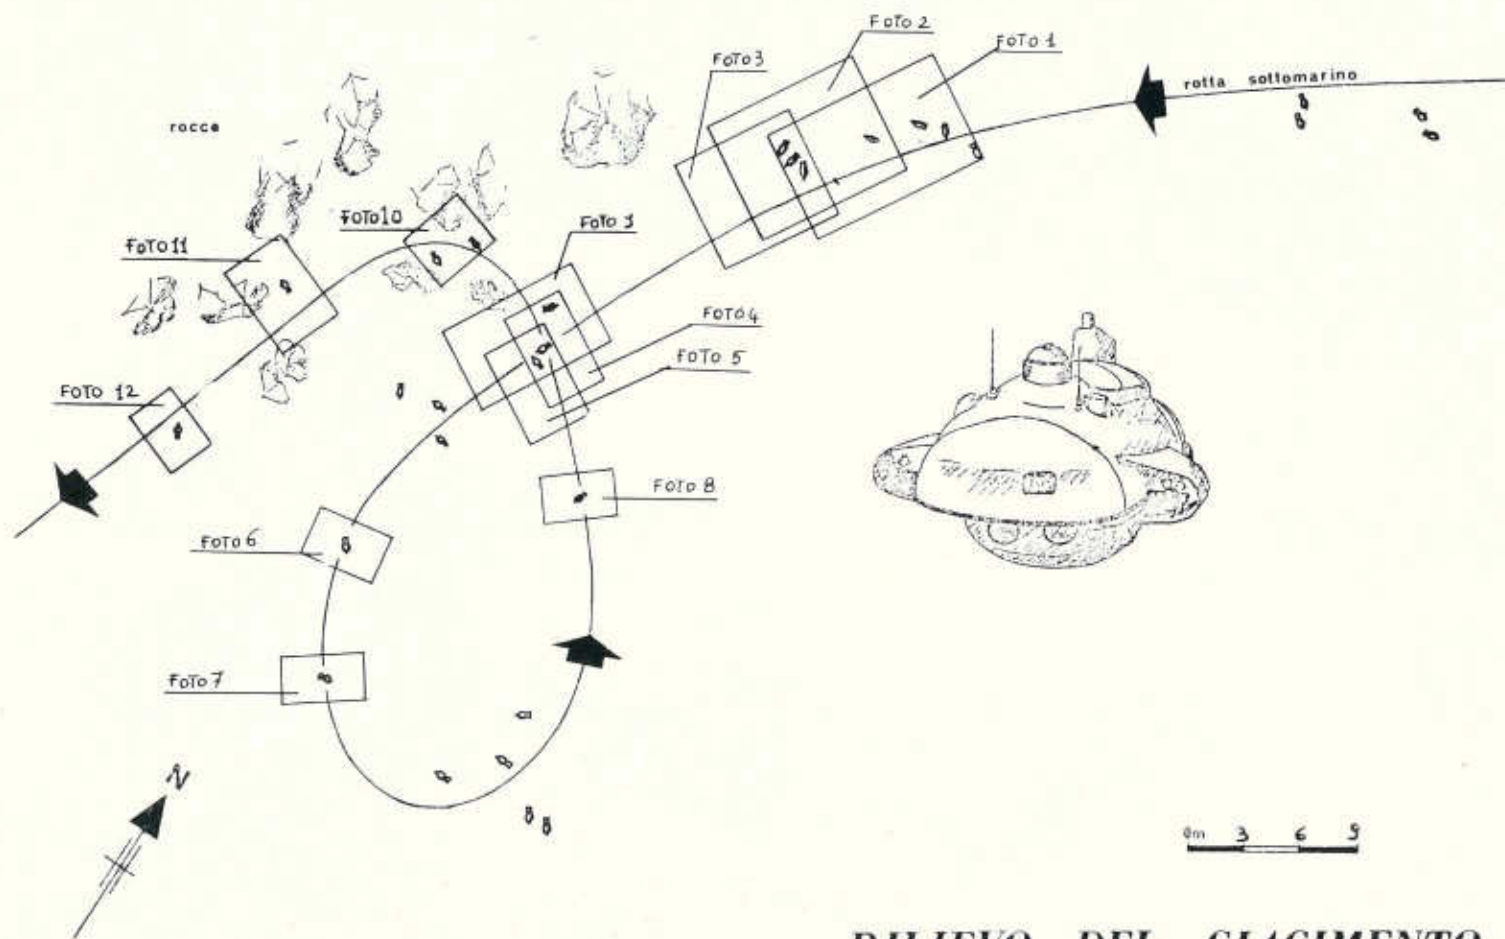 FOTO 2
FOTO 1
FOTO 3
rotta sottomarino
rocce
FOTO 10
FOTO 9
FOTO 11
FOTO 4
FOTO 5
FOTO 12
FOTO 8
FOTO 6
FOTO 7
N
0m 3 6 9
RILIEVO DEL GIACIMENTO